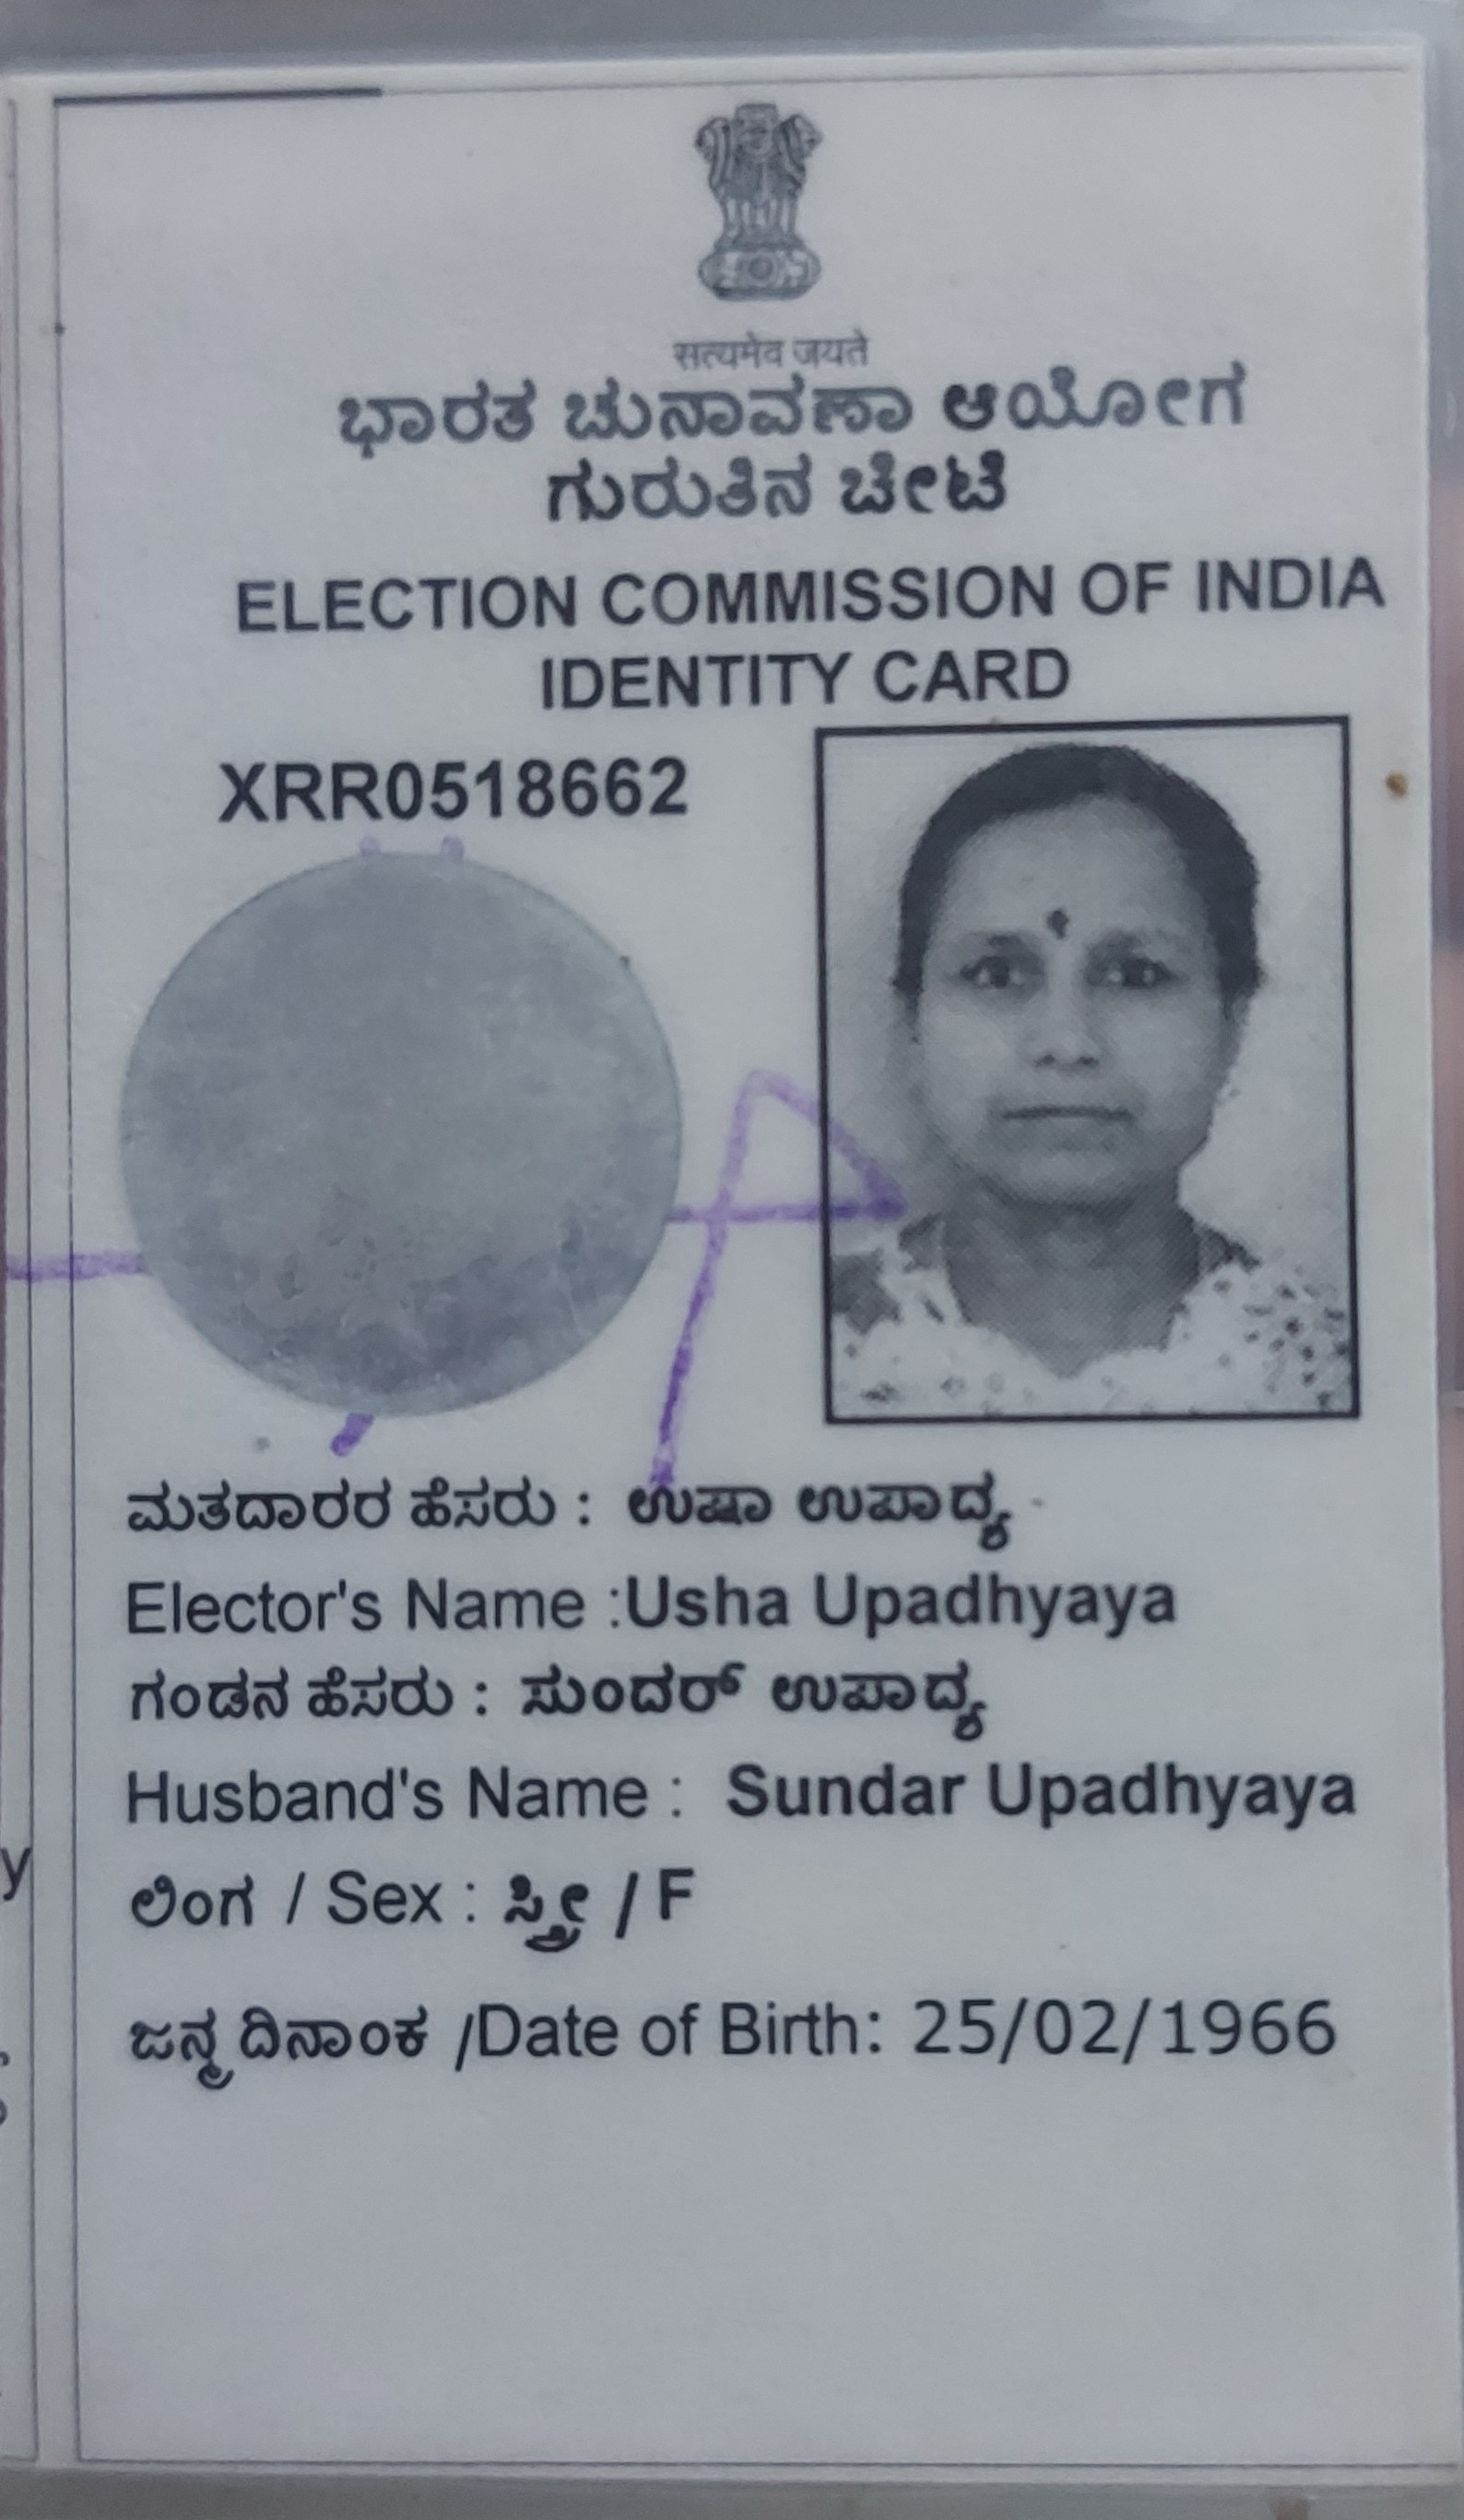 सत्यमेव जयते
ಭಾರತ ಚುನಾವಣಾ ಆಯೋಗ
ಗುರುತಿನ ಚೀಟಿ
ELECTION COMMISSION OF INDIA
IDENTITY CARD
XRR0518662
ಮತದಾರರ ಹೆಸರು : ಉಷಾ ಉಪಾದ್ಯ
Elector's Name :Usha Upadhyaya
ಗಂಡನ ಹೆಸರು : ಸುಂದರ್ ಉಪಾದ್ಯ
Husband's Name : Sundar Upadhyaya
ಲಿಂಗ / Sex : ಸ್ತ್ರೀ / F
ಜನ್ಮ ದಿನಾಂಕ /Date of Birth: 25/02/1966